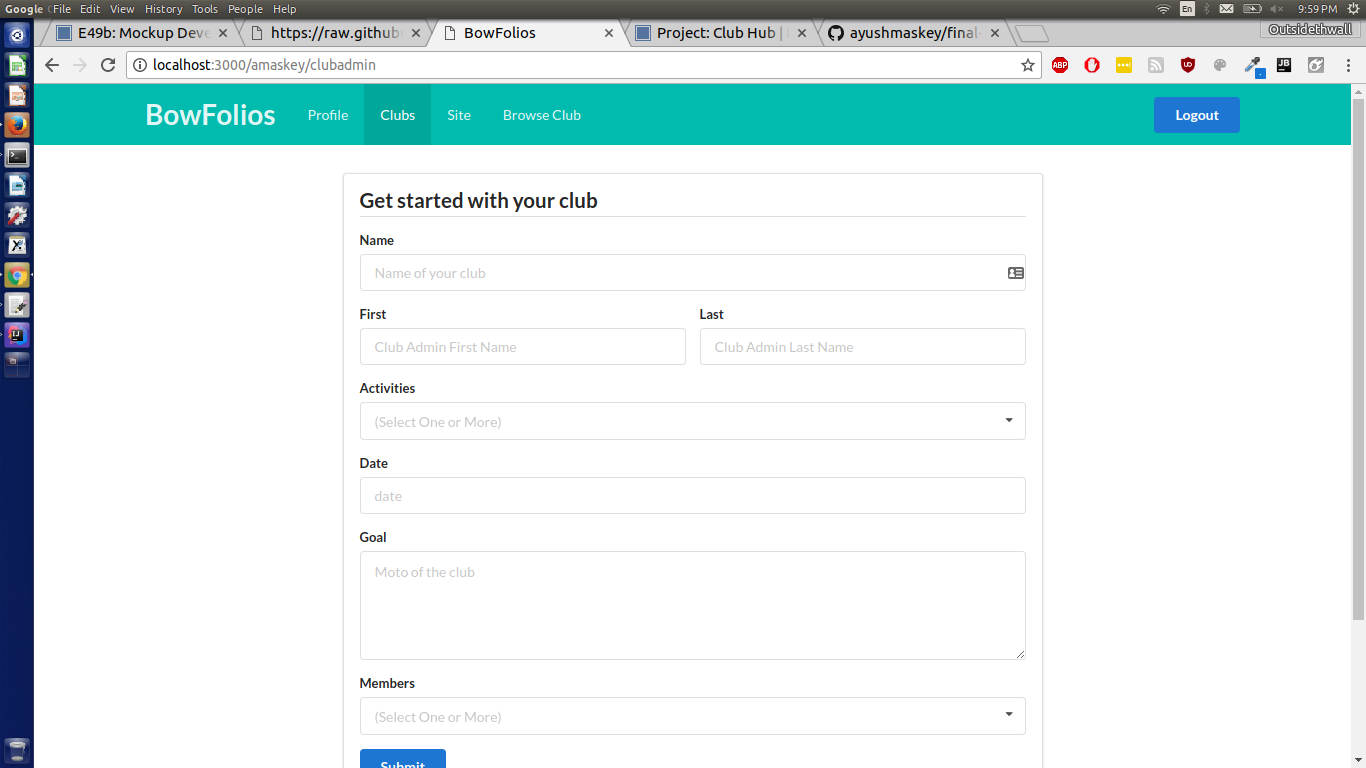 Google C File Edit View History Tools People Help En 9:59 PM
E49b: Mockup Deve https://raw.githubu BowFolios Project: Club Hub | ayushmaskey/final- Outsidethwall
localhost:3000/amaskey/clubadmin ABP JB
BowFolios Profile Clubs Site Browse Club Logout
Get started with your club
Name
Name of your club
First Last
Club Admin First Name Club Admin Last Name
Activities
(Select One or More)
Date
date
Goal
Moto of the club
Members
(Select One or More)
Submit